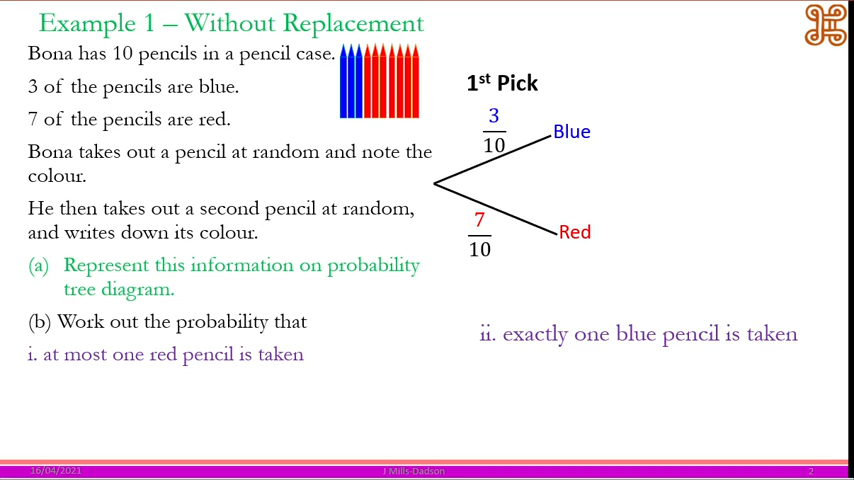 Example 1 – Without Replacement
Bona has 10 pencils in a pencil case.
3 of the pencils are blue.
7 of the pencils are red.
Bona takes out a pencil at random and note the
colour.
He then takes out a second pencil at random,
and writes down its colour.
(a) Represent this information on probability
tree diagram.
(b) Work out the probability that
i. at most one red pencil is taken
1st Pick
3
10
Blue
7
10
Red
ii. exactly one blue pencil is taken
16/04/2021
J Mills-Dadson
2